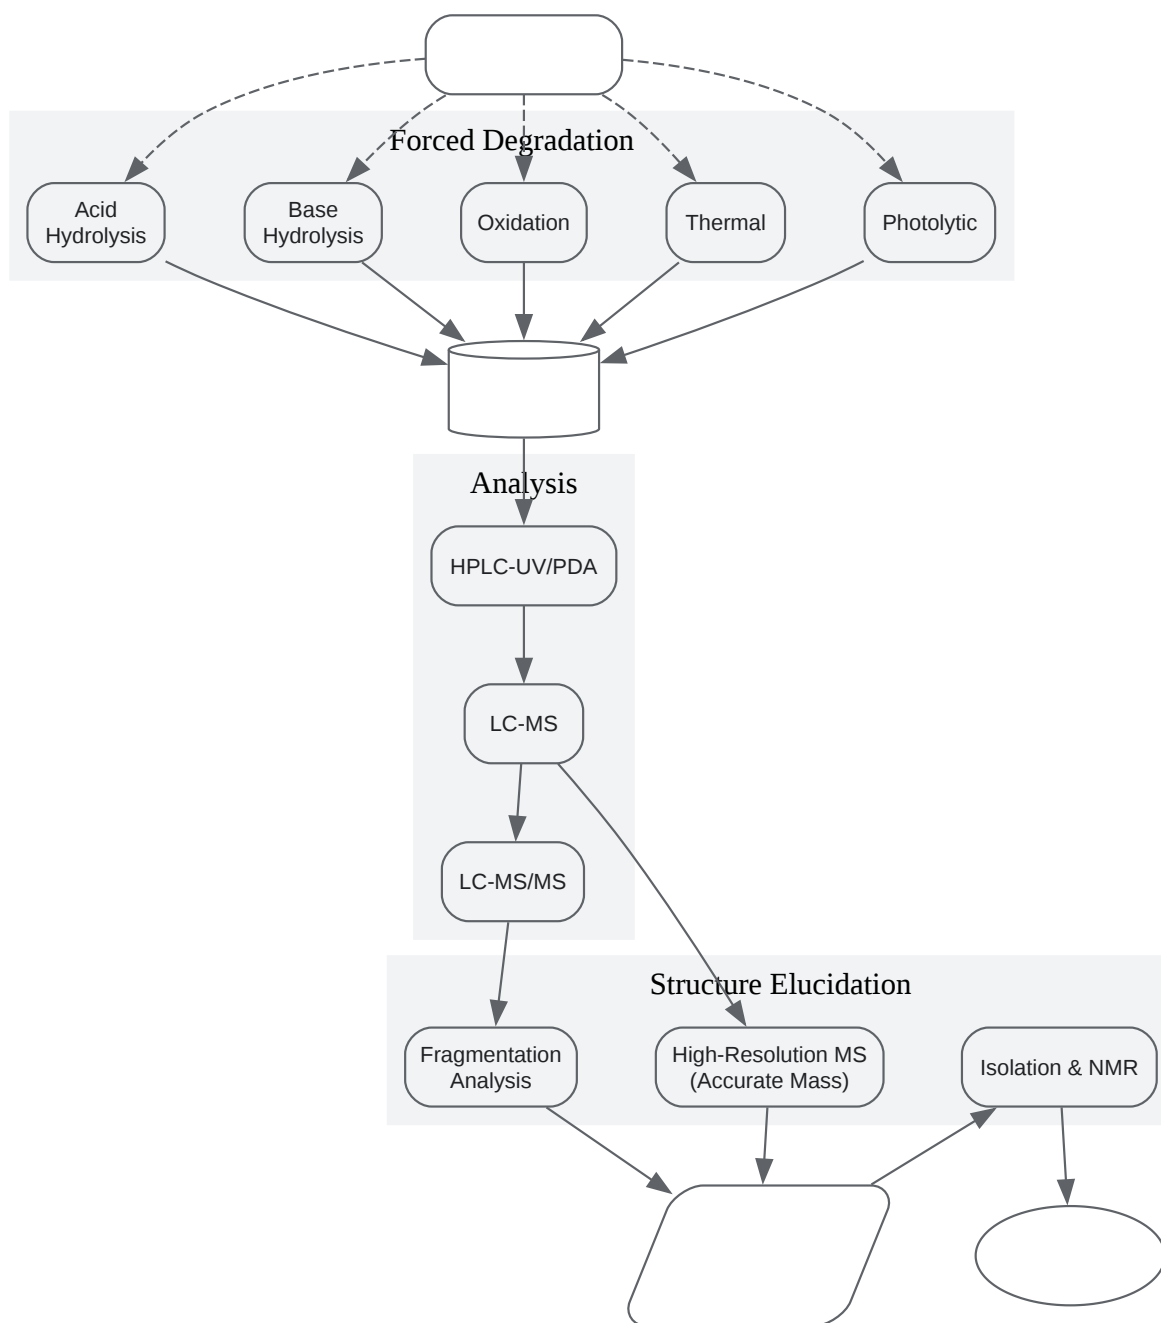 Forced Degradation
Acid
Hydrolysis
Base
Hydrolysis
Oxidation
Thermal
Photolytic
Analysis
HPLC-UV/PDA
LC-MS
LC-MS/MS
Structure Elucidation
Fragmentation
Analysis
High-Resolution MS
(Accurate Mass)
Isolation & NMR